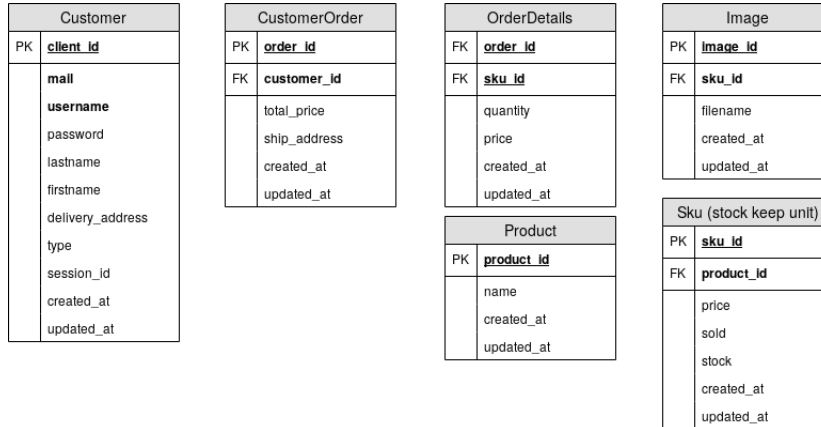 Customer
PK client_id
mail
username
password
lastname
firstname
delivery_address
type
session_id
created_at
updated_at
CustomerOrder
PK order_id
FK customer_id
total_price
ship_address
created_at
updated_at
OrderDetails
FK order_id
FK sku_id
quantity
price
created_at
updated_at
Product
PK product_id
name
created_at
updated_at
Image
PK image_id
FK sku_id
filename
created_at
updated_at
Sku (stock keep unit)
PK sku_id
FK product_id
price
sold
stock
created_at
updated_at